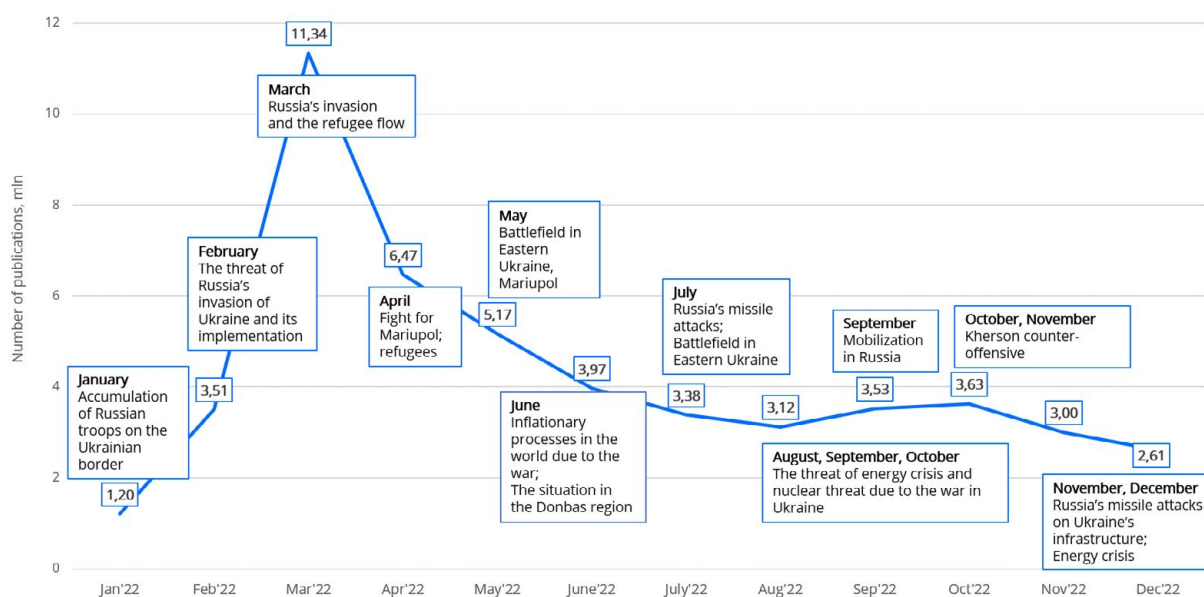 12
11,34
March
Russia's invasion
and the refugee flow
10
8
May
Battlefield in
Eastern
Ukraine,
Mariupol
February
The threat of
Russia's
invasion of
Ukraine and its
implementation
6,47
July
Russia's missile
attacks;
Battlefield in
Eastern Ukraine
6
April
Fight for
Mariupol;
refugees
5,17
September
Mobilization
in Russia
October, November
Kherson counter-
offensive
January
Accumulation
of Russian
troops on the
Ukrainian
border
3,51
4
3,97
3,38
3,12
3,53
3,63
3,00
2,61
June
Inflationary
processes in the
world due to the
war;
The situation in
the Donbas region
August, September, October
The threat of energy crisis and
nuclear threat due to the war in
Ukraine
November, December
Russia's missile attacks
on Ukraine's
infrastructure;
Energy crisis
2
1,20
0
Number of publications, mln
Jan'22 Feb'22 Mar'22 Apr'22 May'22 June'22 July'22 Aug'22 Sep'22 Oct'22 Nov'22 Dec'22